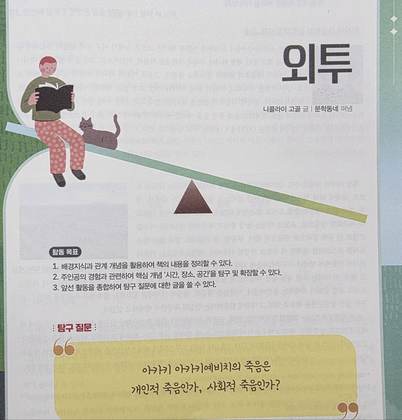 외투
니콜라이 고골 글 | 문학동네 펴냄
활동 목표
1. 배경지식과 관계 개념을 활용하여 책의 내용을 정리할 수 있다.
2. 주인공의 경험과 관련하여 핵심 개념 '시간, 장소, 공간'을 탐구 및 확장할 수 있다.
3. 앞선 활동을 종합하여 탐구 질문에 대한 글을 쓸 수 있다.
탐구 질문
아카키 아카키예비치의 죽음은
개인적 죽음인가, 사회적 죽음인가?